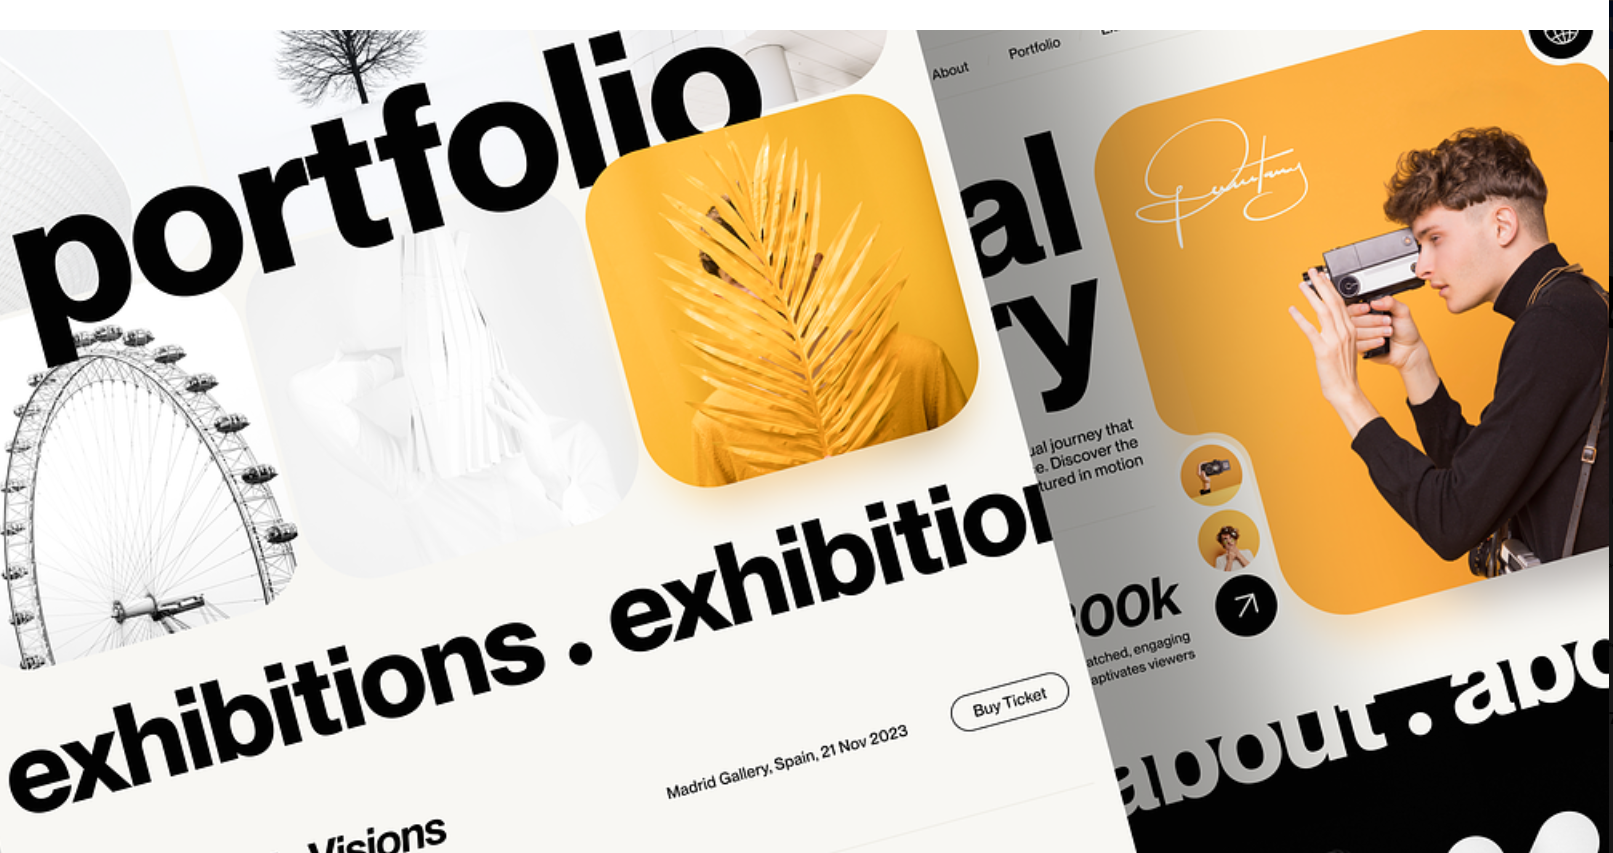 portfolio
exhibitions . exhibition
Buy Ticket
Madrid Gallery, Spain, 21 Nov 2023
Visions
About
Portfolio
al
ry
ual journey that
e. Discover the
tured in motion
00k
atched, engaging
aptivates viewers
about . abo